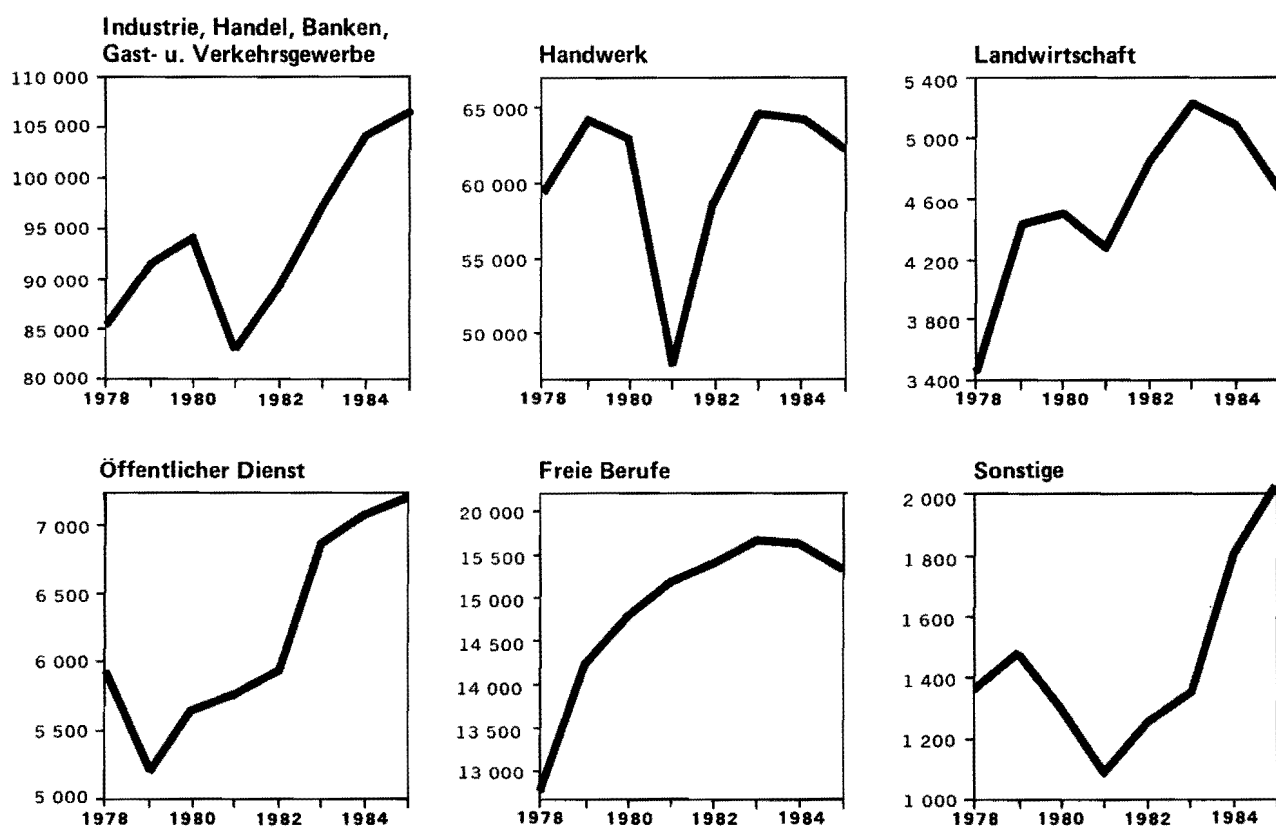 Industrie, Handel, Banken,
Gast- u. Verkehrsgewerbe
110 000
105 000
100 000
95 000
90 000
85 000
80 000
1978 1980 1982 1984
Handwerk
65 000
60 000
55 000
50 000
1978 1980 1982 1984
Landwirtschaft
5 400
5 000
4 600
4 200
3 800
3 400
1978 1980 1982 1984
Öffentlicher Dienst
7 000
6 500
6 000
5 500
5 000
1978 1980 1982 1984
Freie Berufe
20 000
15 500
15 000
14 500
14 000
13 500
13 000
1978 1980 1982 1984
Sonstige
2 000
1 800
1 600
1 400
1 200
1 000
1978 1980 1982 1984